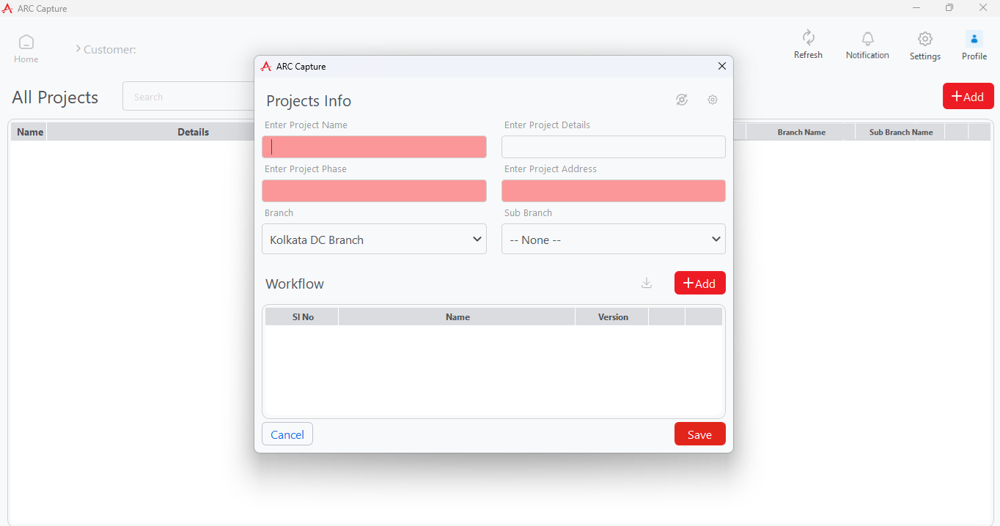 ARC Capture
Home
> Customer:
Refresh
Notification
Settings
Profile
All Projects
Search
+Add
Name
Details
Branch Name
Sub Branch Name
ARC Capture
Projects Info
Enter Project Name
Enter Project Details
Enter Project Phase
Enter Project Address
Branch
Sub Branch
Kolkata DC Branch
-- None --
Workflow
+Add
SI No
Name
Version
Cancel
Save